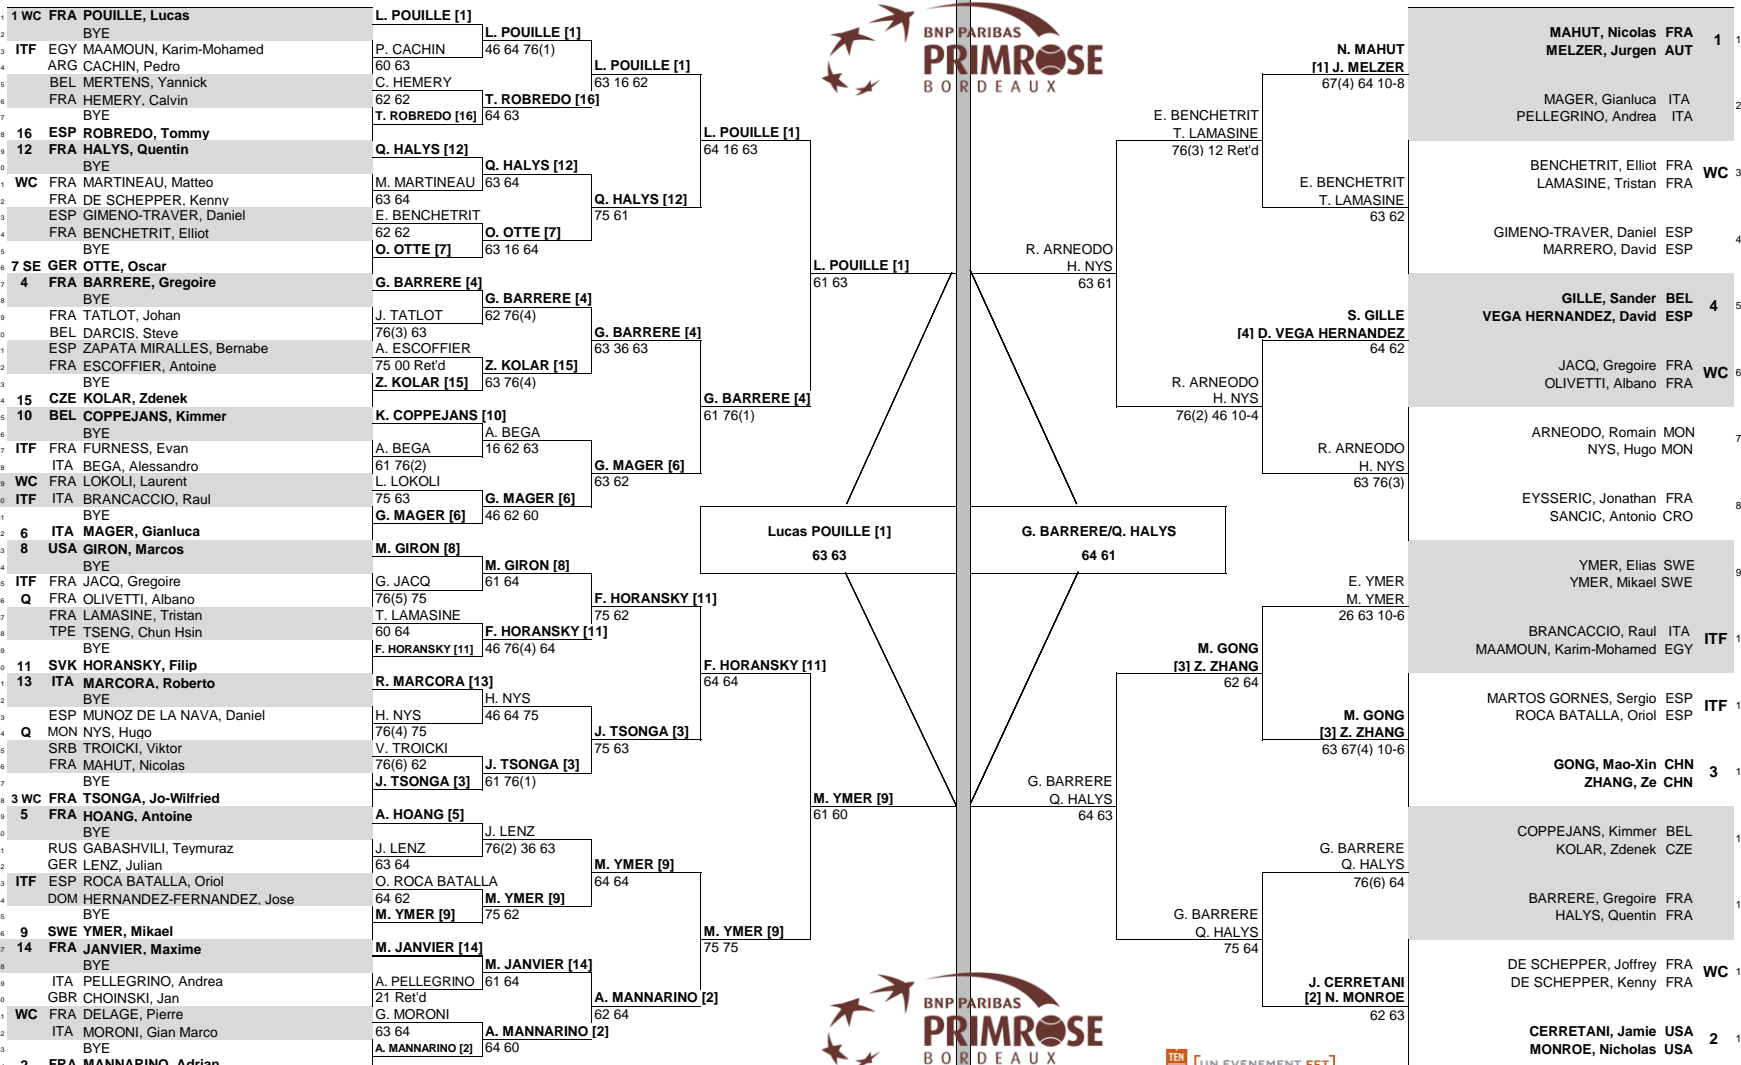 1 WC FRA POUILLE, Lucas
BYE
ITF EGY MAAMOUN, Karim-Mohamed
ARG CACHIN, Pedro
BEL MERTENS, Yannick
FRA HEMERY, Calvin
BYE
16 ESP ROBREDO, Tommy
12 FRA HALYS, Quentin
BYE
WC FRA MARTINEAU, Matteo
FRA DE SCHEPPER, Kenny
ESP GIMENO-TRAVER, Daniel
FRA BENCHETRIT, Elliot
BYE
7 SE GER OTTE, Oscar
4 FRA BARRERE, Gregoire
BYE
FRA TATLOT, Johan
BEL DARCIS, Steve
ESP ZAPATA MIRALLES, Bernabe
FRA ESCOFFIER, Antoine
BYE
15 CZE KOLAR, Zdenek
10 BEL COPPEJANS, Kimmer
BYE
ITF FRA FURNESS, Evan
ITA BEGA, Alessandro
WC FRA LOKOLI, Laurent
ITF ITA BRANCACCIO, Raul
BYE
6 ITA MAGER, Gianluca
8 USA GIRON, Marcos
BYE
ITF FRA JACQ, Gregoire
Q FRA OLIVETTI, Albano
FRA LAMASINE, Tristan
TPE TSENG, Chun Hsin
BYE
11 SVK HORANSKY, Filip
13 ITA MARCORA, Roberto
BYE
ESP MUNOZ DE LA NAVA, Daniel
Q MON NYS, Hugo
SRB TROICKI, Viktor
FRA MAHUT, Nicolas
BYE
3 WC FRA TSONGA, Jo-Wilfried
5 FRA HOANG, Antoine
BYE
RUS GABASHVILI, Teymuraz
GER LENZ, Julian
ITF ESP ROCA BATALLA, Oriol
DOM HERNANDEZ-FERNANDEZ, Jose
BYE
9 SWE YMER, Mikael
14 FRA JANVIER, Maxime
BYE
ITA PELLEGRINO, Andrea
GBR CHOINSKI, Jan
WC FRA DELAGE, Pierre
ITA MORONI, Gian Marco
BYE
2 FRA MANNARINO, Adrian
L. POUILLE [1]
P. CACHIN
60 63
C. HEMERY
62 62
T. ROBREDO [16]
Q. HALYS [12]
M. MARTINEAU
63 64
E. BENCHETRIT
62 62
O. OTTE [7]
G. BARRERE [4]
J. TATLOT
76(3) 63
A. ESCOFFIER
75 00 Ret'd
Z. KOLAR [15]
K. COPPEJANS [10]
A. BEGA
61 76(2)
L. LOKOLI
75 63
G. MAGER [6]
M. GIRON [8]
G. JACQ
76(5) 75
T. LAMASINE
60 64
F. HORANSKY [11]
R. MARCORA [13]
H. NYS
76(4) 75
V. TROICKI
76(6) 62
J. TSONGA [3]
A. HOANG [5]
J. LENZ
63 64
O. ROCA BATALLA
64 62
M. YMER [9]
M. JANVIER [14]
A. PELLEGRINO
21 Ret'd
G. MORONI
63 64
A. MANNARINO [2]
L. POUILLE [1]
46 64 76(1)
T. ROBREDO [16]
64 63
Q. HALYS [12]
63 64
O. OTTE [7]
63 16 64
G. BARRERE [4]
62 76(4)
Z. KOLAR [15]
63 76(4)
A. BEGA
16 62 63
G. MAGER [6]
46 62 60
M. GIRON [8]
61 64
F. HORANSKY [11]
46 76(4) 64
H. NYS
46 64 75
J. TSONGA [3]
61 76(1)
J. LENZ
76(2) 36 63
M. YMER [9]
75 62
M. JANVIER [14]
61 64
A. MANNARINO [2]
64 60
L. POUILLE [1]
63 16 62
Q. HALYS [12]
75 61
G. BARRERE [4]
63 36 63
G. MAGER [6]
63 62
F. HORANSKY [11]
75 62
J. TSONGA [3]
75 63
M. YMER [9]
64 64
A. MANNARINO [2]
62 64
L. POUILLE [1]
64 16 63
G. BARRERE [4]
61 76(1)
F. HORANSKY [11]
64 64
M. YMER [9]
75 75
L. POUILLE [1]
61 63
M. YMER [9]
61 60
Lucas POUILLE [1]
63 63
BNP PARIBAS
PRIMROSE
BORDEAUX
BNP PARIBAS
PRIMROSE
BORDEAUX
G. BARRERE/Q. HALYS
64 61
R. ARNEODO
H. NYS
63 61
G. BARRERE
Q. HALYS
64 63
E. BENCHETRIT
T. LAMASINE
76(3) 12 Ret'd
R. ARNEODO
H. NYS
76(2) 46 10-4
M. GONG
[3] Z. ZHANG
62 64
G. BARRERE
Q. HALYS
75 64
N. MAHUT
[1] J. MELZER
67(4) 64 10-8
E. BENCHETRIT
T. LAMASINE
63 62
S. GILLE
[4] D. VEGA HERNANDEZ
64 62
R. ARNEODO
H. NYS
63 76(3)
E. YMER
M. YMER
26 63 10-6
M. GONG
[3] Z. ZHANG
63 67(4) 10-6
G. BARRERE
Q. HALYS
76(6) 64
J. CERRETANI
[2] N. MONROE
62 63
MAHUT, Nicolas FRA
MELZER, Jurgen AUT
1
1
MAGER, Gianluca ITA
PELLEGRINO, Andrea ITA
2
BENCHETRIT, Elliot FRA
LAMASINE, Tristan FRA
WC 3
GIMENO-TRAVER, Daniel ESP
MARRERO, David ESP
4
GILLE, Sander BEL
VEGA HERNANDEZ, David ESP
4
5
JACQ, Gregoire FRA
OLIVETTI, Albano FRA
WC 6
ARNEODO, Romain MON
NYS, Hugo MON
7
EYSSERIC, Jonathan FRA
SANCIC, Antonio CRO
8
YMER, Elias SWE
YMER, Mikael SWE
9
BRANCACCIO, Raul ITA
MAAMOUN, Karim-Mohamed EGY
ITF 1
MARTOS GORNES, Sergio ESP
ROCA BATALLA, Oriol ESP
ITF 1
GONG, Mao-Xin CHN
ZHANG, Ze CHN
3 1
COPPEJANS, Kimmer BEL
KOLAR, Zdenek CZE
1
BARRERE, Gregoire FRA
HALYS, Quentin FRA
1
DE SCHEPPER, Joffrey FRA
DE SCHEPPER, Kenny FRA
WC 1
CERRETANI, Jamie USA
MONROE, Nicholas USA
2 1
TEN
UN ÉVÉNEMENT FFT